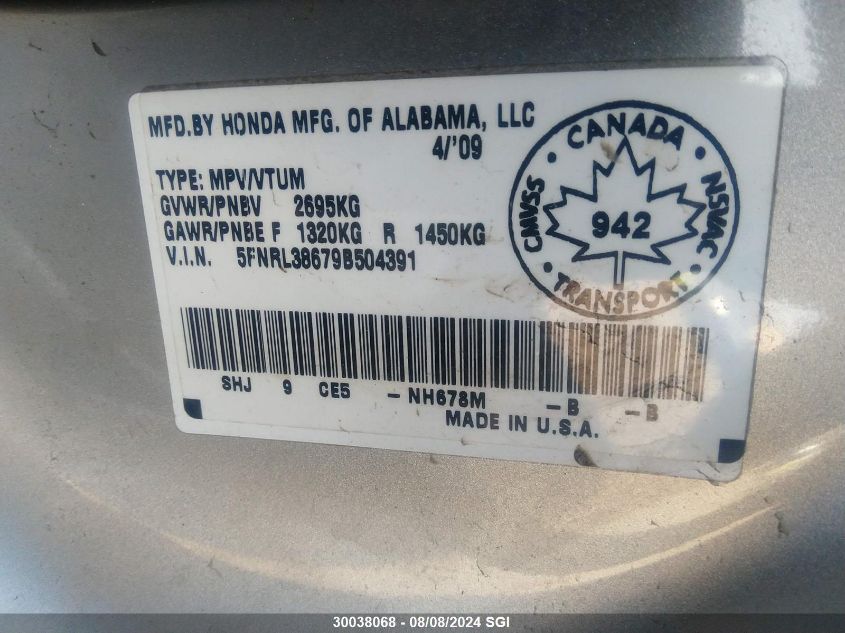 MFD.BY HONDA MFG. OF ALABAMA, LLC
4/'09
TYPE: MPV/VTUM
GVWR/PNBV 2695KG
GAWR/PNBE F 1320KG R 1450KG
V.I.N. 5FNRL38679B504391
CANADA
CMVSS
942
NSVAC
TRANSPORT
SHJ 9 CE5 -NH678M -B -B
MADE IN U.S.A.
30038068 - 08/08/2024 SGI